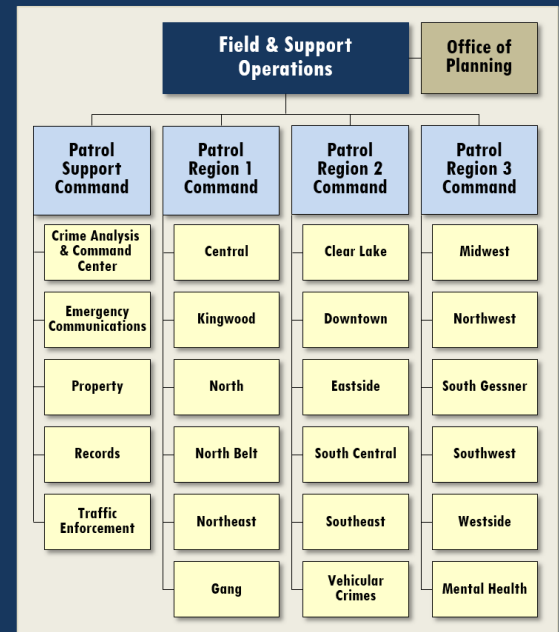 Field & Support
Operations
Office of
Planning
Patrol
Support
Command
Patrol
Region 1
Command
Patrol
Region 2
Command
Patrol
Region 3
Command
Crime Analysis
& Command
Center
Central
Clear Lake
Midwest
Emergency
Communications
Kingwood
Downtown
Northwest
Property
North
Eastside
South Gessner
Records
North Belt
South Central
Southwest
Traffic
Enforcement
Northeast
Southeast
Westside
Gang
Vehicular
Crimes
Mental Health